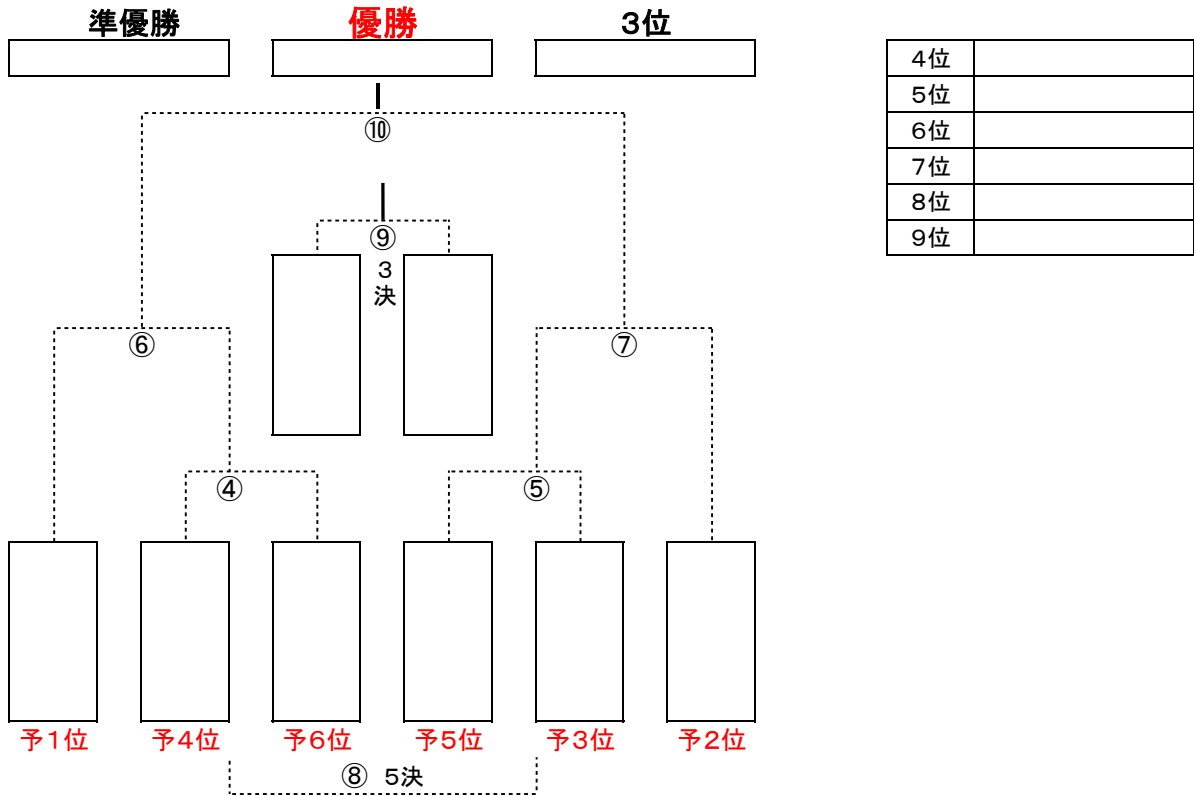 準優勝 優勝 3位
4位
5位
6位
7位
8位
9位
⑩
⑨
3
決
⑥ ⑦
④ ⑤
予1位 予4位 予6位 予5位 予3位 予2位
⑧ 5決